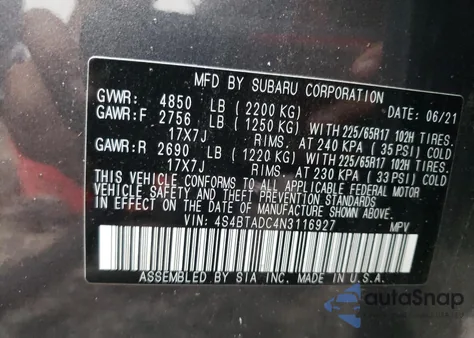 MFD BY SUBARU CORPORATION
GVWR: 4850 LB (2200 KG) DATE: 06/21
GAWR:F 2756 LB (1250 KG) WITH 225/65R17 102H TIRES.
17X7J RIMS. AT 240 KPA (35 PSI) COLD
GAWR:R 2690 LB (1220 KG) WITH 225/65R17 102H TIRES.
17X7J RIMS. AT 230 KPA (33 PSI) COLD
THIS VEHICLE CONFORMS TO ALL APPLICABLE FEDERAL MOTOR
VEHICLE SAFETY, BUMPER, AND THEFT PREVENTION STANDARDS
IN EFFECT ON THE DATE OF MANUFACTURE SHOWN ABOVE.
VIN: 4S4BTADC4N3116927 MPV
ASSEMBLED BY SIA INC. MADE IN U.S.A.
autoSnap